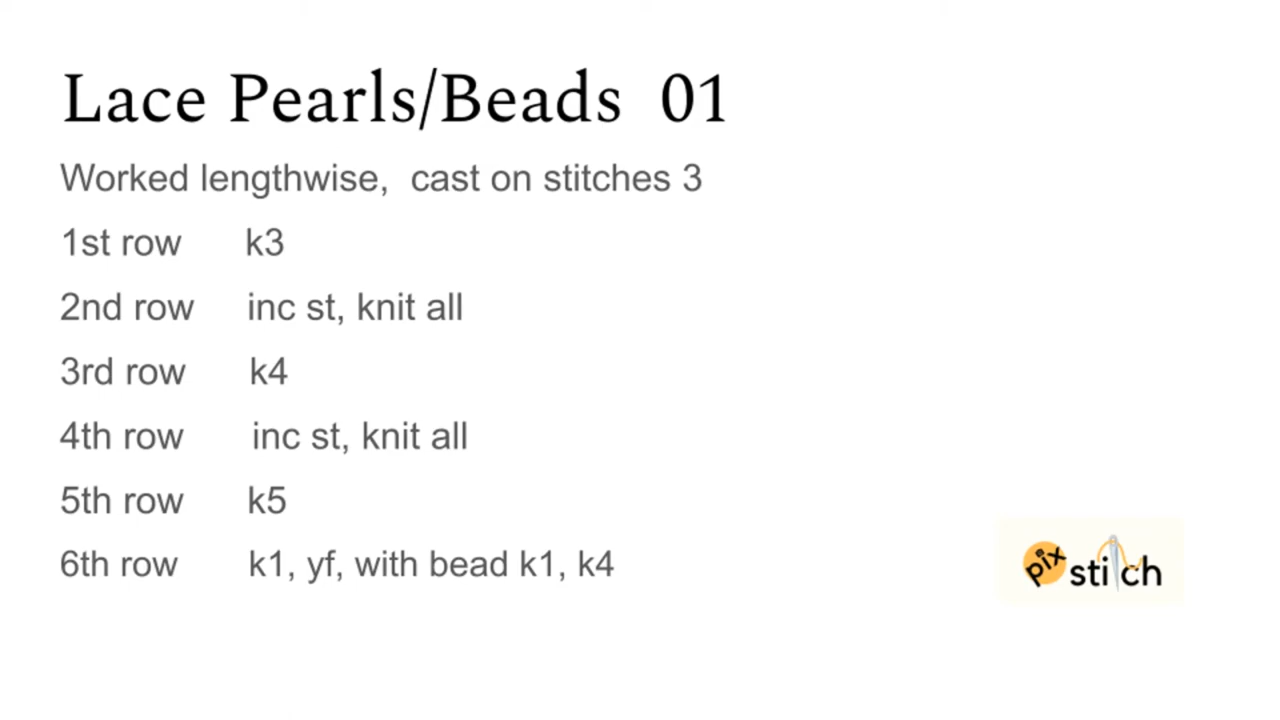 Lace Pearls/Beads 01
Worked lengthwise, cast on stitches 3
1st row k3
2nd row inc st, knit all
3rd row k4
4th row inc st, knit all
5th row k5
6th row k1, yf, with bead k1, k4
pix
stitch